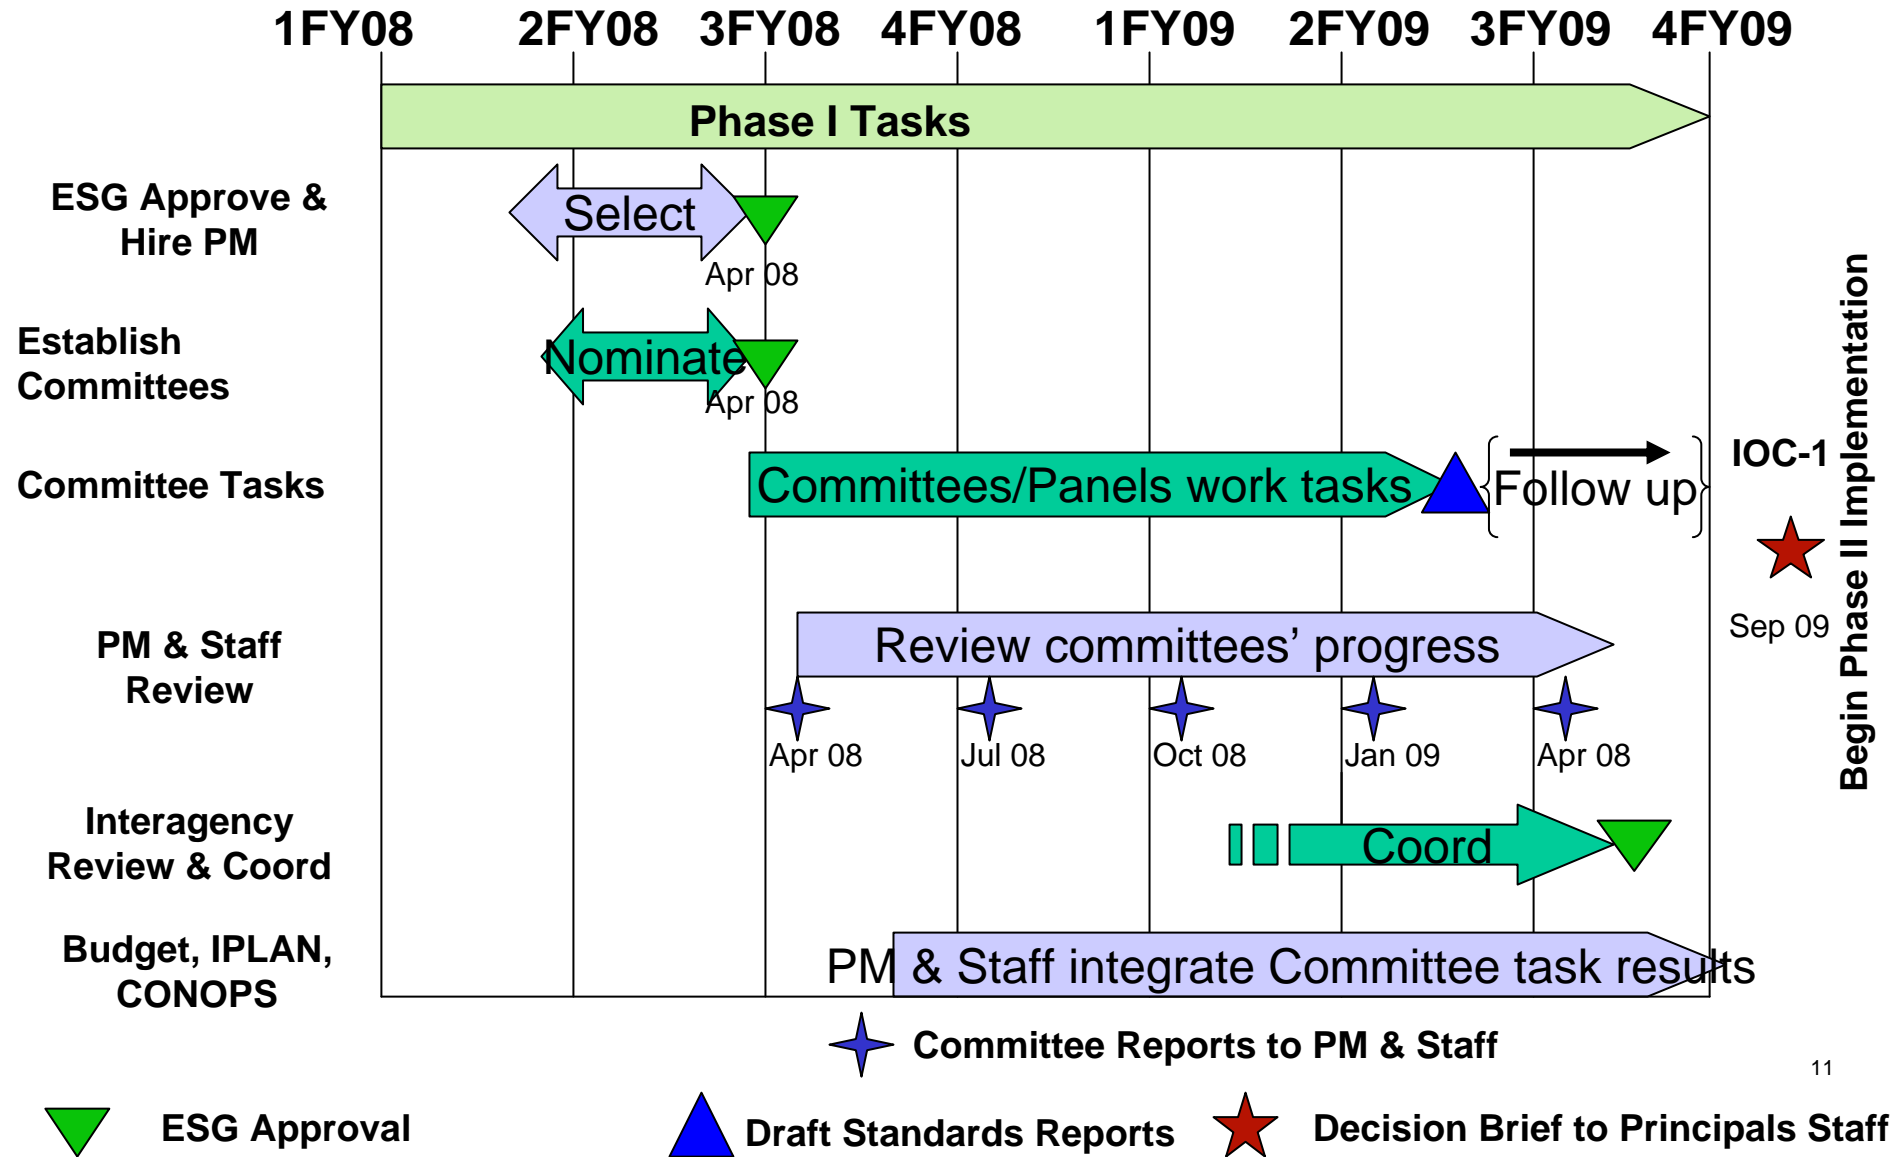 1FY08 2FY08 3FY08 4FY08 1FY09 2FY09 3FY09 4FY09
Phase I Tasks
ESG Approve &
Hire PM
Select
Apr 08
Establish
Committees
Nominate
Apr 08
Committee Tasks
Committees/Panels work tasks
Follow up
IOC-1
Sep 09
Begin Phase II Implementation
PM & Staff
Review
Review committees’ progress
Apr 08 Jul 08 Oct 08 Jan 09 Apr 08
Interagency
Review & Coord
Coord
Budget, IPLAN,
CONOPS
PM & Staff integrate Committee task results
Committee Reports to PM & Staff
11
ESG Approval
Draft Standards Reports
Decision Brief to Principals Staff